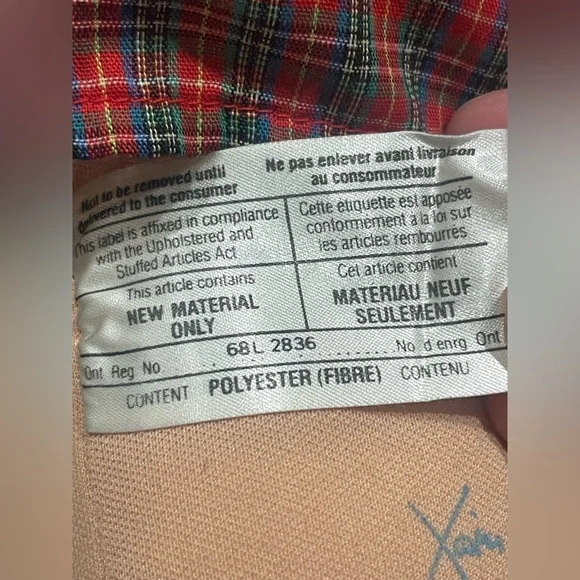 Not to be removed until
delivered to the consumer
Ne pas enlever avant livraison
au consommateur
This label is affixed in compliance
with the Upholstered and
Stuffed Articles Act
Cette etiquette est apposée
conformément a la loi sur
les articles rembourrés
This article contains
NEW MATERIAL
ONLY
Cet article contient
MATERIAU NEUF
SEULEMENT
Ont Reg No. 68L 2836 ...... No d enrg Ont
CONTENT POLYESTER (FIBRE) CONTENU